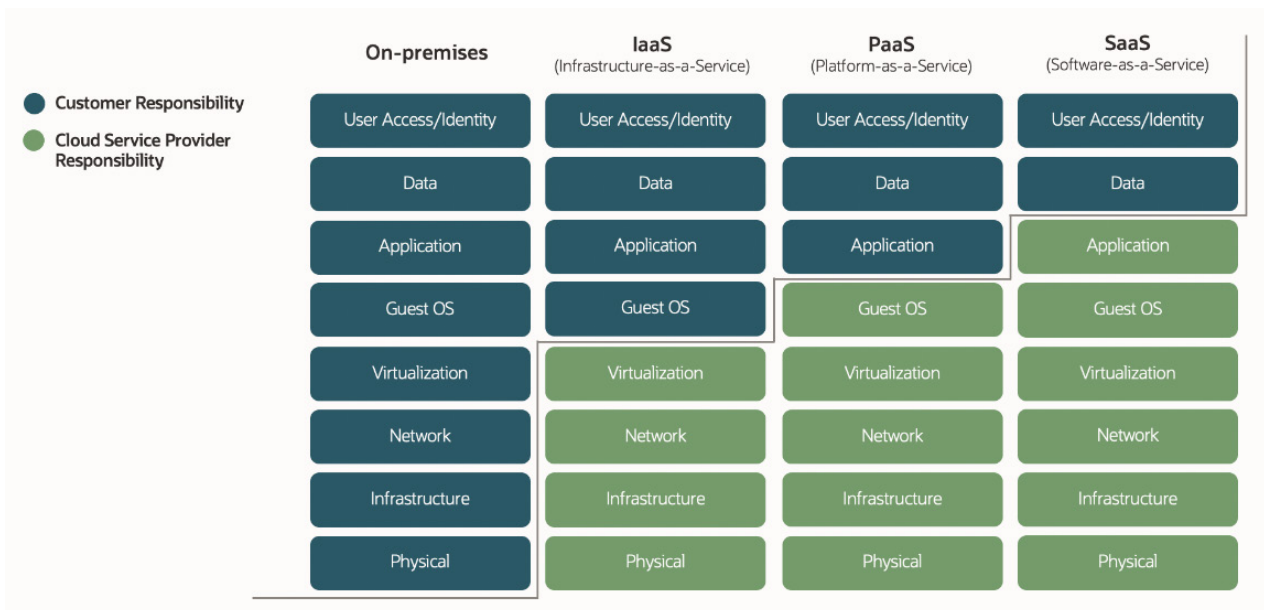 On-premises
IaaS
(Infrastructure-as-a-Service)
PaaS
(Platform-as-a-Service)
SaaS
(Software-as-a-Service)
Customer Responsibility
Cloud Service Provider
Responsibility
User Access/Identity
User Access/Identity
User Access/Identity
User Access/Identity
Data
Data
Data
Data
Application
Application
Application
Application
Guest OS
Guest OS
Guest OS
Guest OS
Virtualization
Virtualization
Virtualization
Virtualization
Network
Network
Network
Network
Infrastructure
Infrastructure
Infrastructure
Infrastructure
Physical
Physical
Physical
Physical